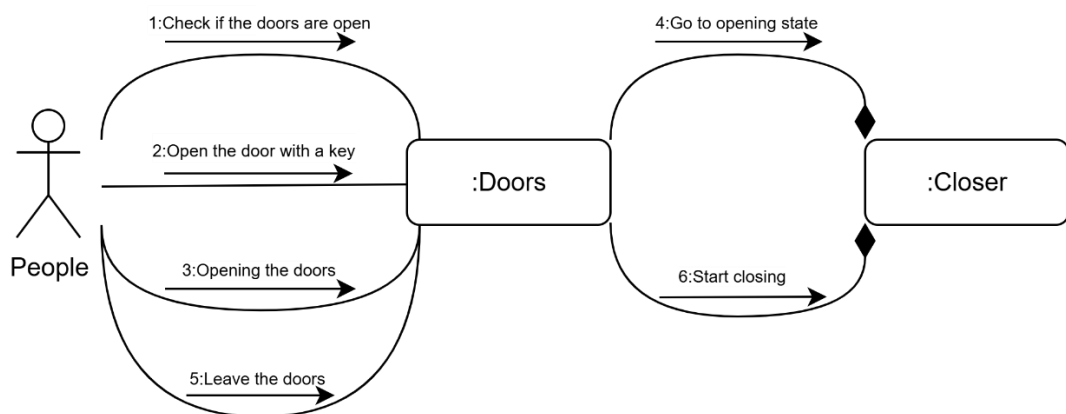 1:Check if the doors are open
4:Go to opening state
2:Open the door with a key
:Doors
:Closer
People
3:Opening the doors
6:Start closing
5:Leave the doors